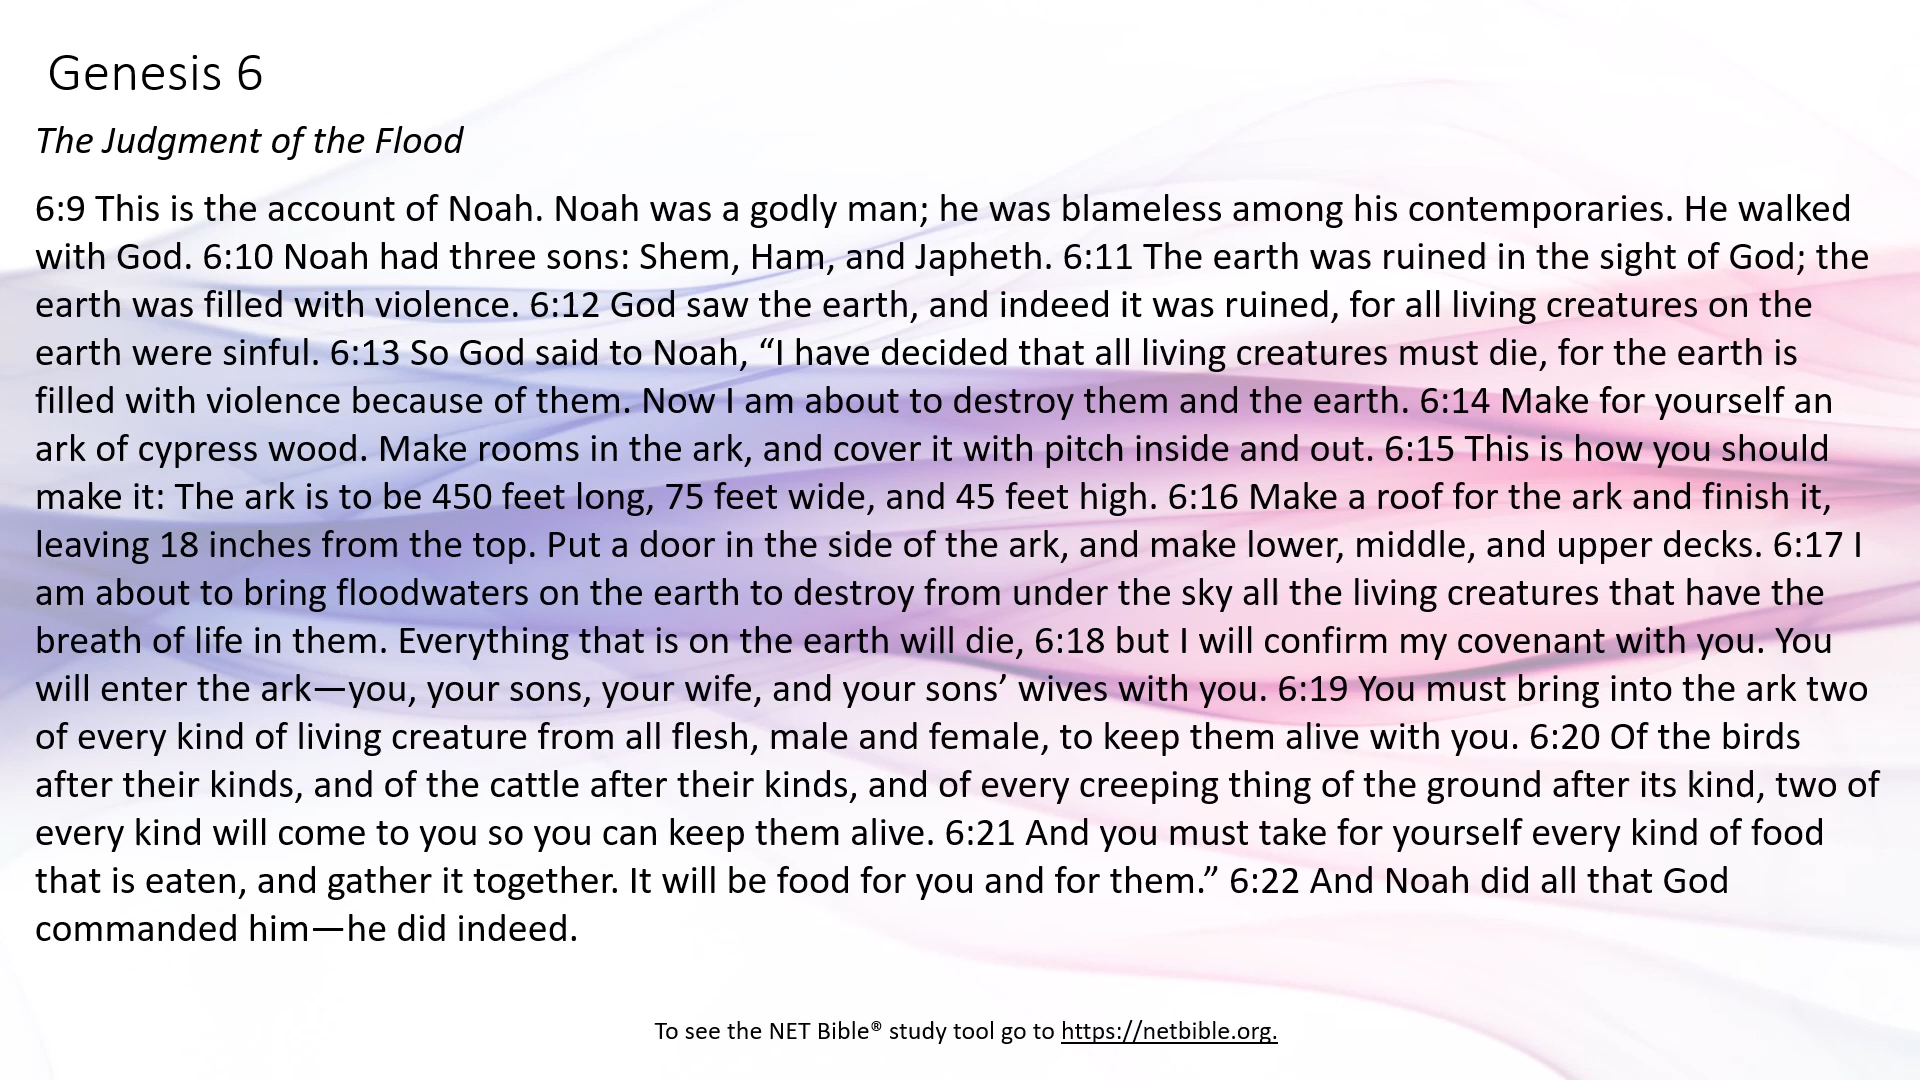 Genesis 6
The Judgment of the Flood
6:9 This is the account of Noah. Noah was a godly man; he was blameless among his contemporaries. He walked
with God. 6:10 Noah had three sons: Shem, Ham, and Japheth. 6:11 The earth was ruined in the sight of God; the
earth was filled with violence. 6:12 God saw the earth, and indeed it was ruined, for all living creatures on the
earth were sinful. 6:13 So God said to Noah, “I have decided that all living creatures must die, for the earth is
filled with violence because of them. Now I am about to destroy them and the earth. 6:14 Make for yourself an
ark of cypress wood. Make rooms in the ark, and cover it with pitch inside and out. 6:15 This is how you should
make it: The ark is to be 450 feet long, 75 feet wide, and 45 feet high. 6:16 Make a roof for the ark and finish it,
leaving 18 inches from the top. Put a door in the side of the ark, and make lower, middle, and upper decks. 6:17 I
am about to bring floodwaters on the earth to destroy from under the sky all the living creatures that have the
breath of life in them. Everything that is on the earth will die, 6:18 but I will confirm my covenant with you. You
will enter the ark—you, your sons, your wife, and your sons’ wives with you. 6:19 You must bring into the ark two
of every kind of living creature from all flesh, male and female, to keep them alive with you. 6:20 Of the birds
after their kinds, and of the cattle after their kinds, and of every creeping thing of the ground after its kind, two of
every kind will come to you so you can keep them alive. 6:21 And you must take for yourself every kind of food
that is eaten, and gather it together. It will be food for you and for them.” 6:22 And Noah did all that God
commanded him—he did indeed.
To see the NET Bible® study tool go to https://netbible.org.